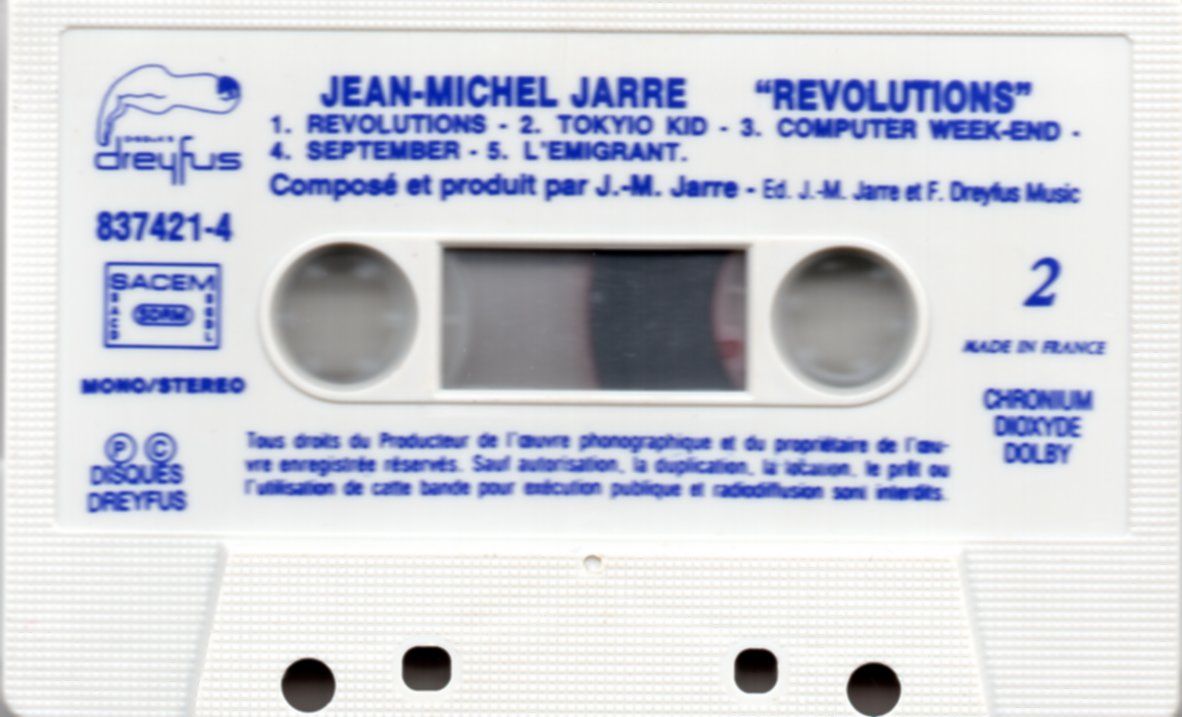 JEAN-MICHEL JARRE "REVOLUTIONS"
1. REVOLUTIONS - 2. TOKYIO KID - 3. COMPUTER WEEK-END -
4. SEPTEMBER - 5. L'EMIGRANT.
Composé et produit par J.-M. Jarre - Ed. J.-M. Jarre et F. Dreyfus Music
disques
dreyfus
837421-4
SACEM
SACD
SDRM
SGDL
MONO/STEREO
Ⓟ ©
DISQUES
DREYFUS
2
MADE IN FRANCE
CHRONIUM
DIOXYDE
DOLBY
Tous droits du Producteur de l'œuvre phonographique et du propriétaire de l'œu-
vre enregistrée réservés. Sauf autorisation, la duplication, la location, le prêt ou
l'utilisation de cette bande pour exécution publique et radiodiffusion sont interdits.